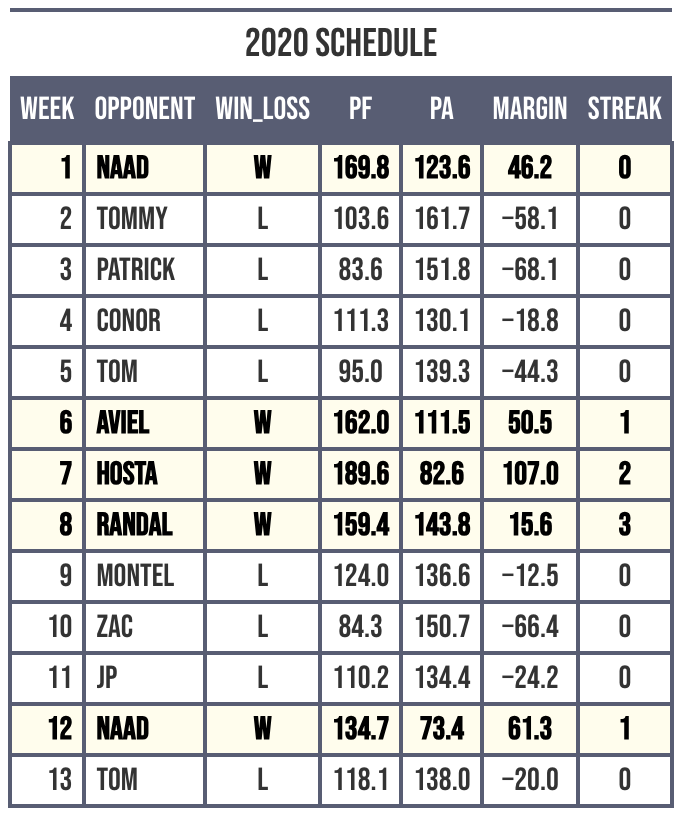 2020 SCHEDULE
WEEK OPPONENT WIN_LOSS PF PA MARGIN STREAK
1 NAAD W 169.8 123.6 46.2 0
2 TOMMY L 103.6 161.7 −58.1 0
3 PATRICK L 83.6 151.8 −68.1 0
4 CONOR L 111.3 130.1 −18.8 0
5 TOM L 95.0 139.3 −44.3 0
6 AVIEL W 162.0 111.5 50.5 1
7 HOSTA W 189.6 82.6 107.0 2
8 RANDAL W 159.4 143.8 15.6 3
9 MONTEL L 124.0 136.6 −12.5 0
10 ZAC L 84.3 150.7 −66.4 0
11 JP L 110.2 134.4 −24.2 0
12 NAAD W 134.7 73.4 61.3 1
13 TOM L 118.1 138.0 −20.0 0